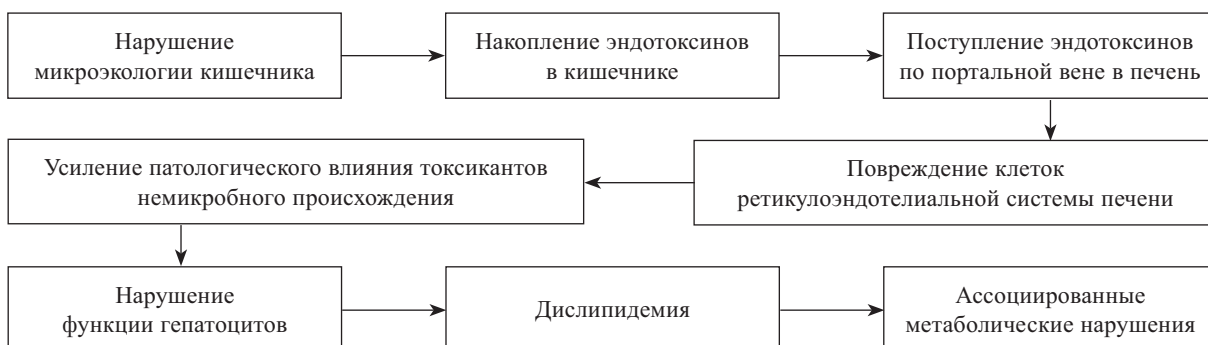 Нарушение
микроэкологии кишечника
Накопление эндотоксинов
в кишечнике
Поступление эндотоксинов
по портальной вене в печень
Усиление патологического влияния токсикантов
немикробного происхождения
Повреждение клеток
ретикулоэндотелиальной системы печени
Нарушение
функции гепатоцитов
Дислипидемия
Ассоциированные
метаболические нарушения